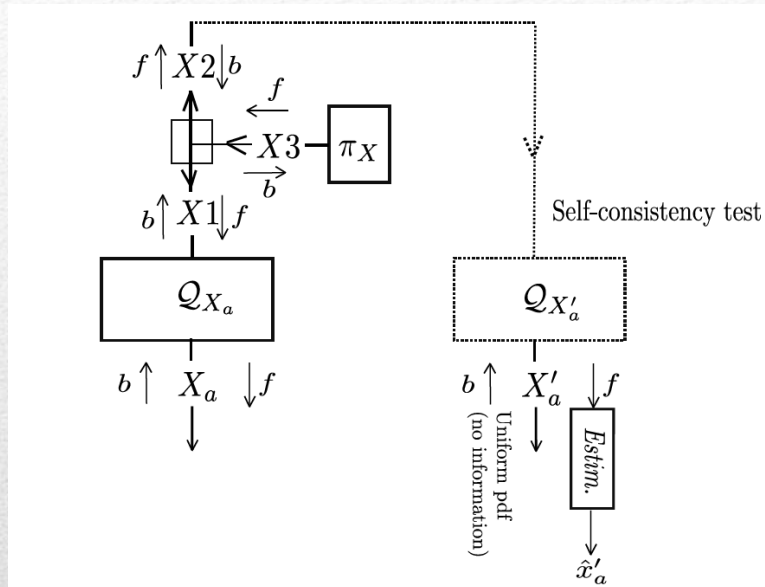 f X2 b
f
X3
π_X
b
b X1 f
Self-consistency test
𝒬_{X_a}
𝒬_{X'_a}
b X_a f
b X'_a f
Uniform pdf
(no information)
Estim.
x̂'_a